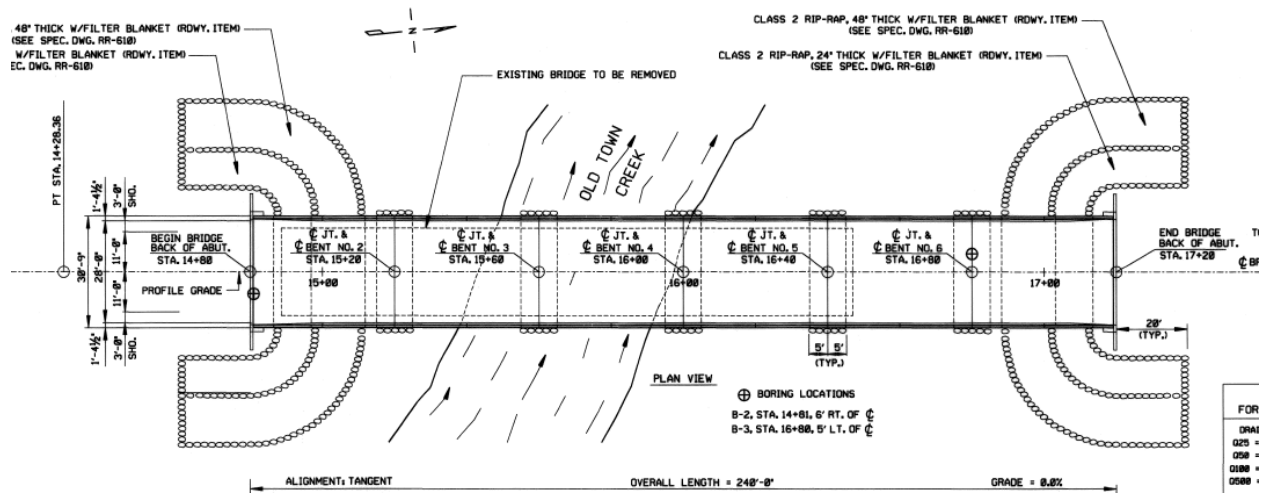 48" THICK W/FILTER BLANKET (RDWY. ITEM)
(SEE SPEC. DWG. RR-610)
W/FILTER BLANKET (RDWY. ITEM)
EC. DWG. RR-610)
N
CLASS 2 RIP-RAP, 48" THICK W/FILTER BLANKET (RDWY. ITEM)
(SEE SPEC. DWG. RR-610)
CLASS 2 RIP-RAP, 24" THICK W/FILTER BLANKET (RDWY. ITEM)
(SEE SPEC. DWG. RR-610)
EXISTING BRIDGE TO BE REMOVED
PT STA. 14+28.36
OLD TOWN
CREEK
1'-4½"
3'-0"
SHO.
30'-9"
28'-0"
11'-0"
11'-0"
1'-4½"
3'-0"
SHO.
BEGIN BRIDGE
BACK OF ABUT.
STA. 14+80
PROFILE GRADE
℄ JT. &
℄ BENT NO. 2
STA. 15+20
℄ JT. &
℄ BENT NO. 3
STA. 15+60
℄ JT. &
℄ BENT NO. 4
STA. 16+00
℄ JT. &
℄ BENT NO. 5
STA. 16+40
℄ JT. &
℄ BENT NO. 6
STA. 16+80
15+00
16+00
17+00
END BRIDGE
BACK OF ABUT.
STA. 17+20
℄ BR
20'
(TYP.)
5' 5'
(TYP.)
PLAN VIEW
⊕ BORING LOCATIONS
B-2, STA. 14+81, 6' RT. OF ℄
B-3, STA. 16+80, 5' LT. OF ℄
FOR
DRAI
Q25 =
Q50 =
Q100 =
Q500 =
ALIGNMENT: TANGENT
OVERALL LENGTH = 240'-0"
GRADE = 0.0%